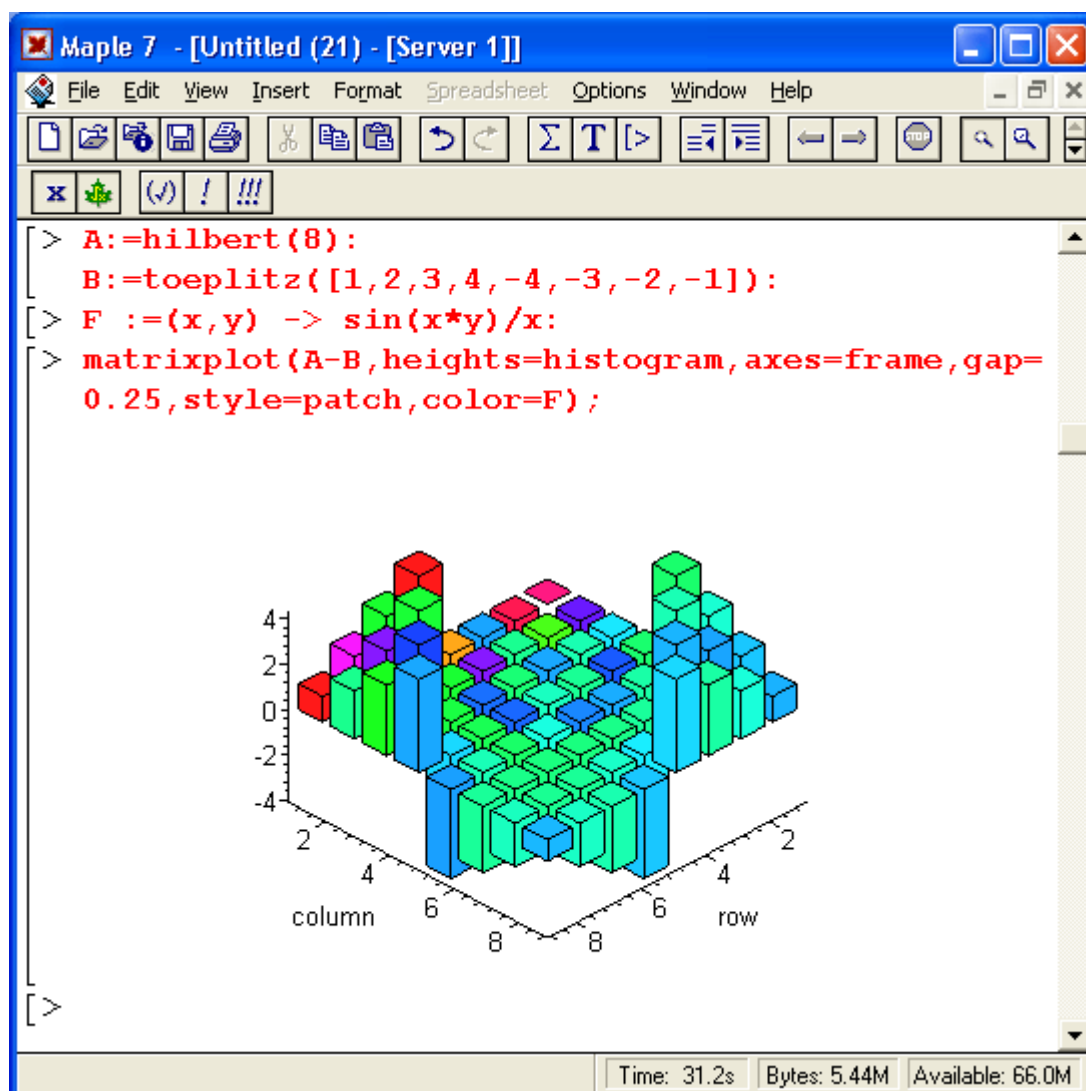 Maple 7 - [Untitled (21) - [Server 1]]
File Edit View Insert Format Spreadsheet Options Window Help
Σ T [> STOP
x (√) ! !!!
[> A:=hilbert(8):
B:=toeplitz([1,2,3,4,-4,-3,-2,-1]):
[> F :=(x,y) -> sin(x*y)/x:
[> matrixplot(A-B,heights=histogram,axes=frame,gap=
0.25,style=patch,color=F);
4
2
0
-2
-4
2 4 6 8
column
8 6 4 2
row
[>
Time: 31.2s Bytes: 5.44M Available: 66.0M